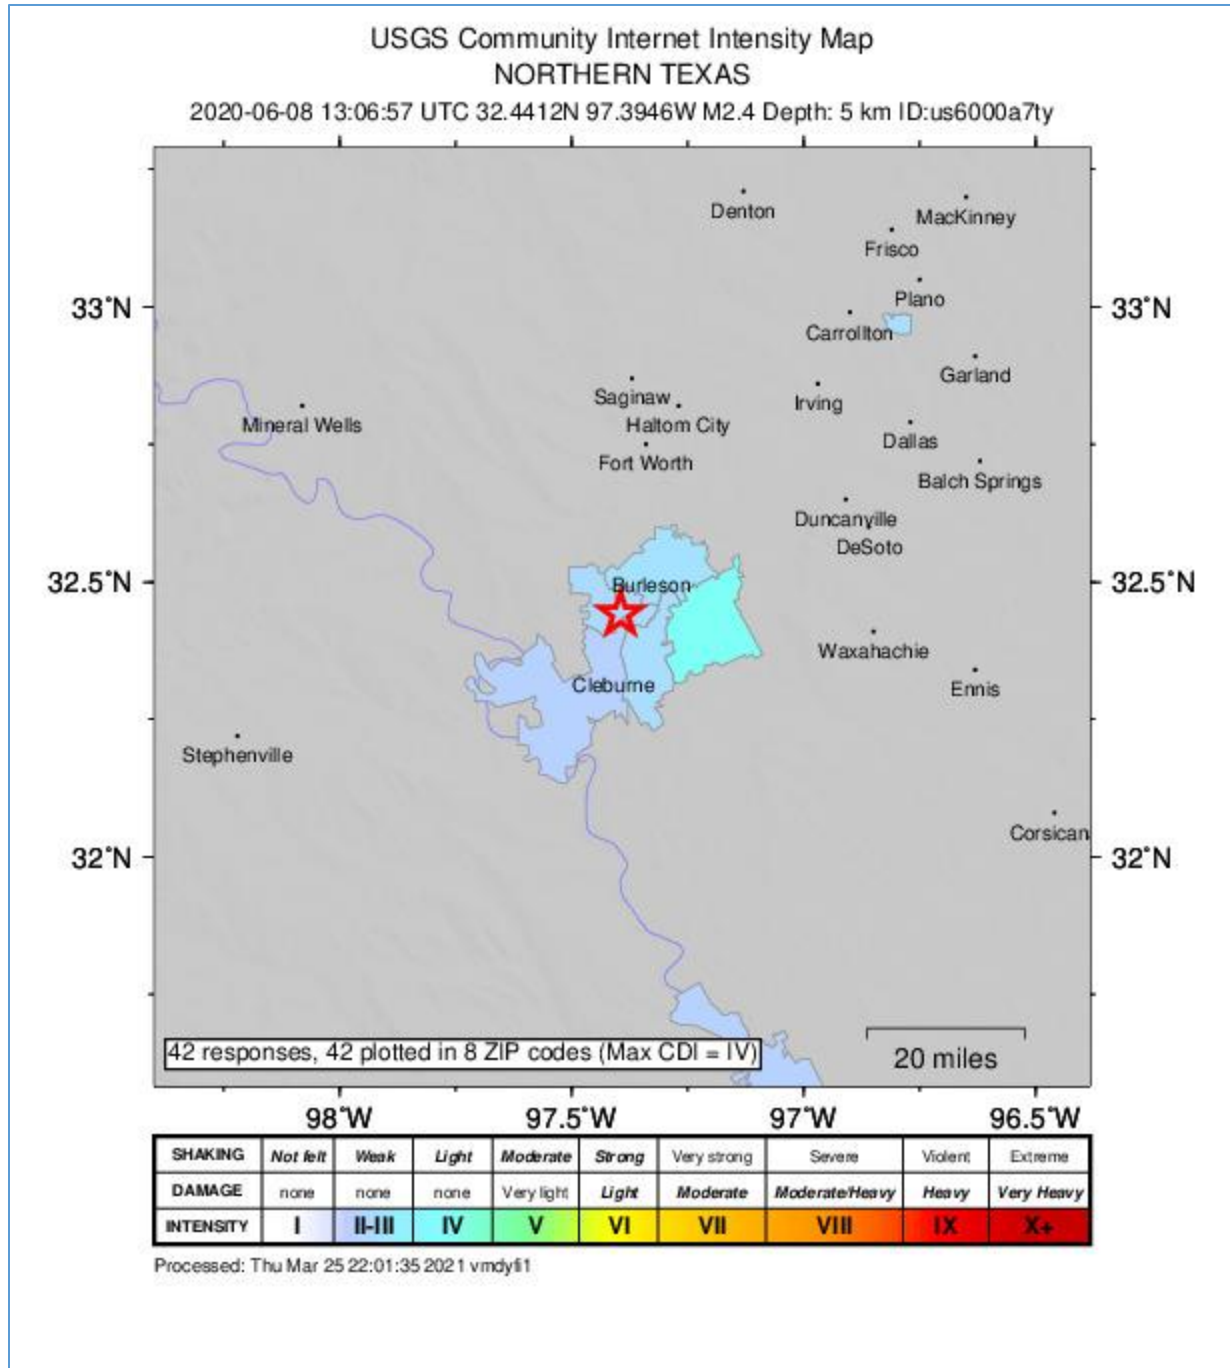 USGS Community Internet Intensity Map
NORTHERN TEXAS
2020-06-08 13:06:57 UTC 32.4412N 97.3946W M2.4 Depth: 5 km ID:us6000a7ty
Denton
MacKinney
Frisco
Plano
33°N
33°N
Carrollton
Garland
Saginaw
Irving
Mineral Wells
Haltom City
Dallas
Fort Worth
Balch Springs
Duncanville
DeSoto
32.5°N
Burleson
32.5°N
Waxahachie
Cleburne
Ennis
Stephenville
Corsican
32°N
32°N
42 responses, 42 plotted in 8 ZIP codes (Max CDI = IV)
20 miles
98°W 97.5°W 97°W 96.5°W
SHAKING Not felt Weak Light Moderate Strong Very strong Severe Violent Extreme
DAMAGE none none none Very light Light Moderate Moderate/Heavy Heavy Very Heavy
INTENSITY I II-III IV V VI VII VIII IX X+
Processed: Thu Mar 25 22:01:35 2021 vmdyfi1